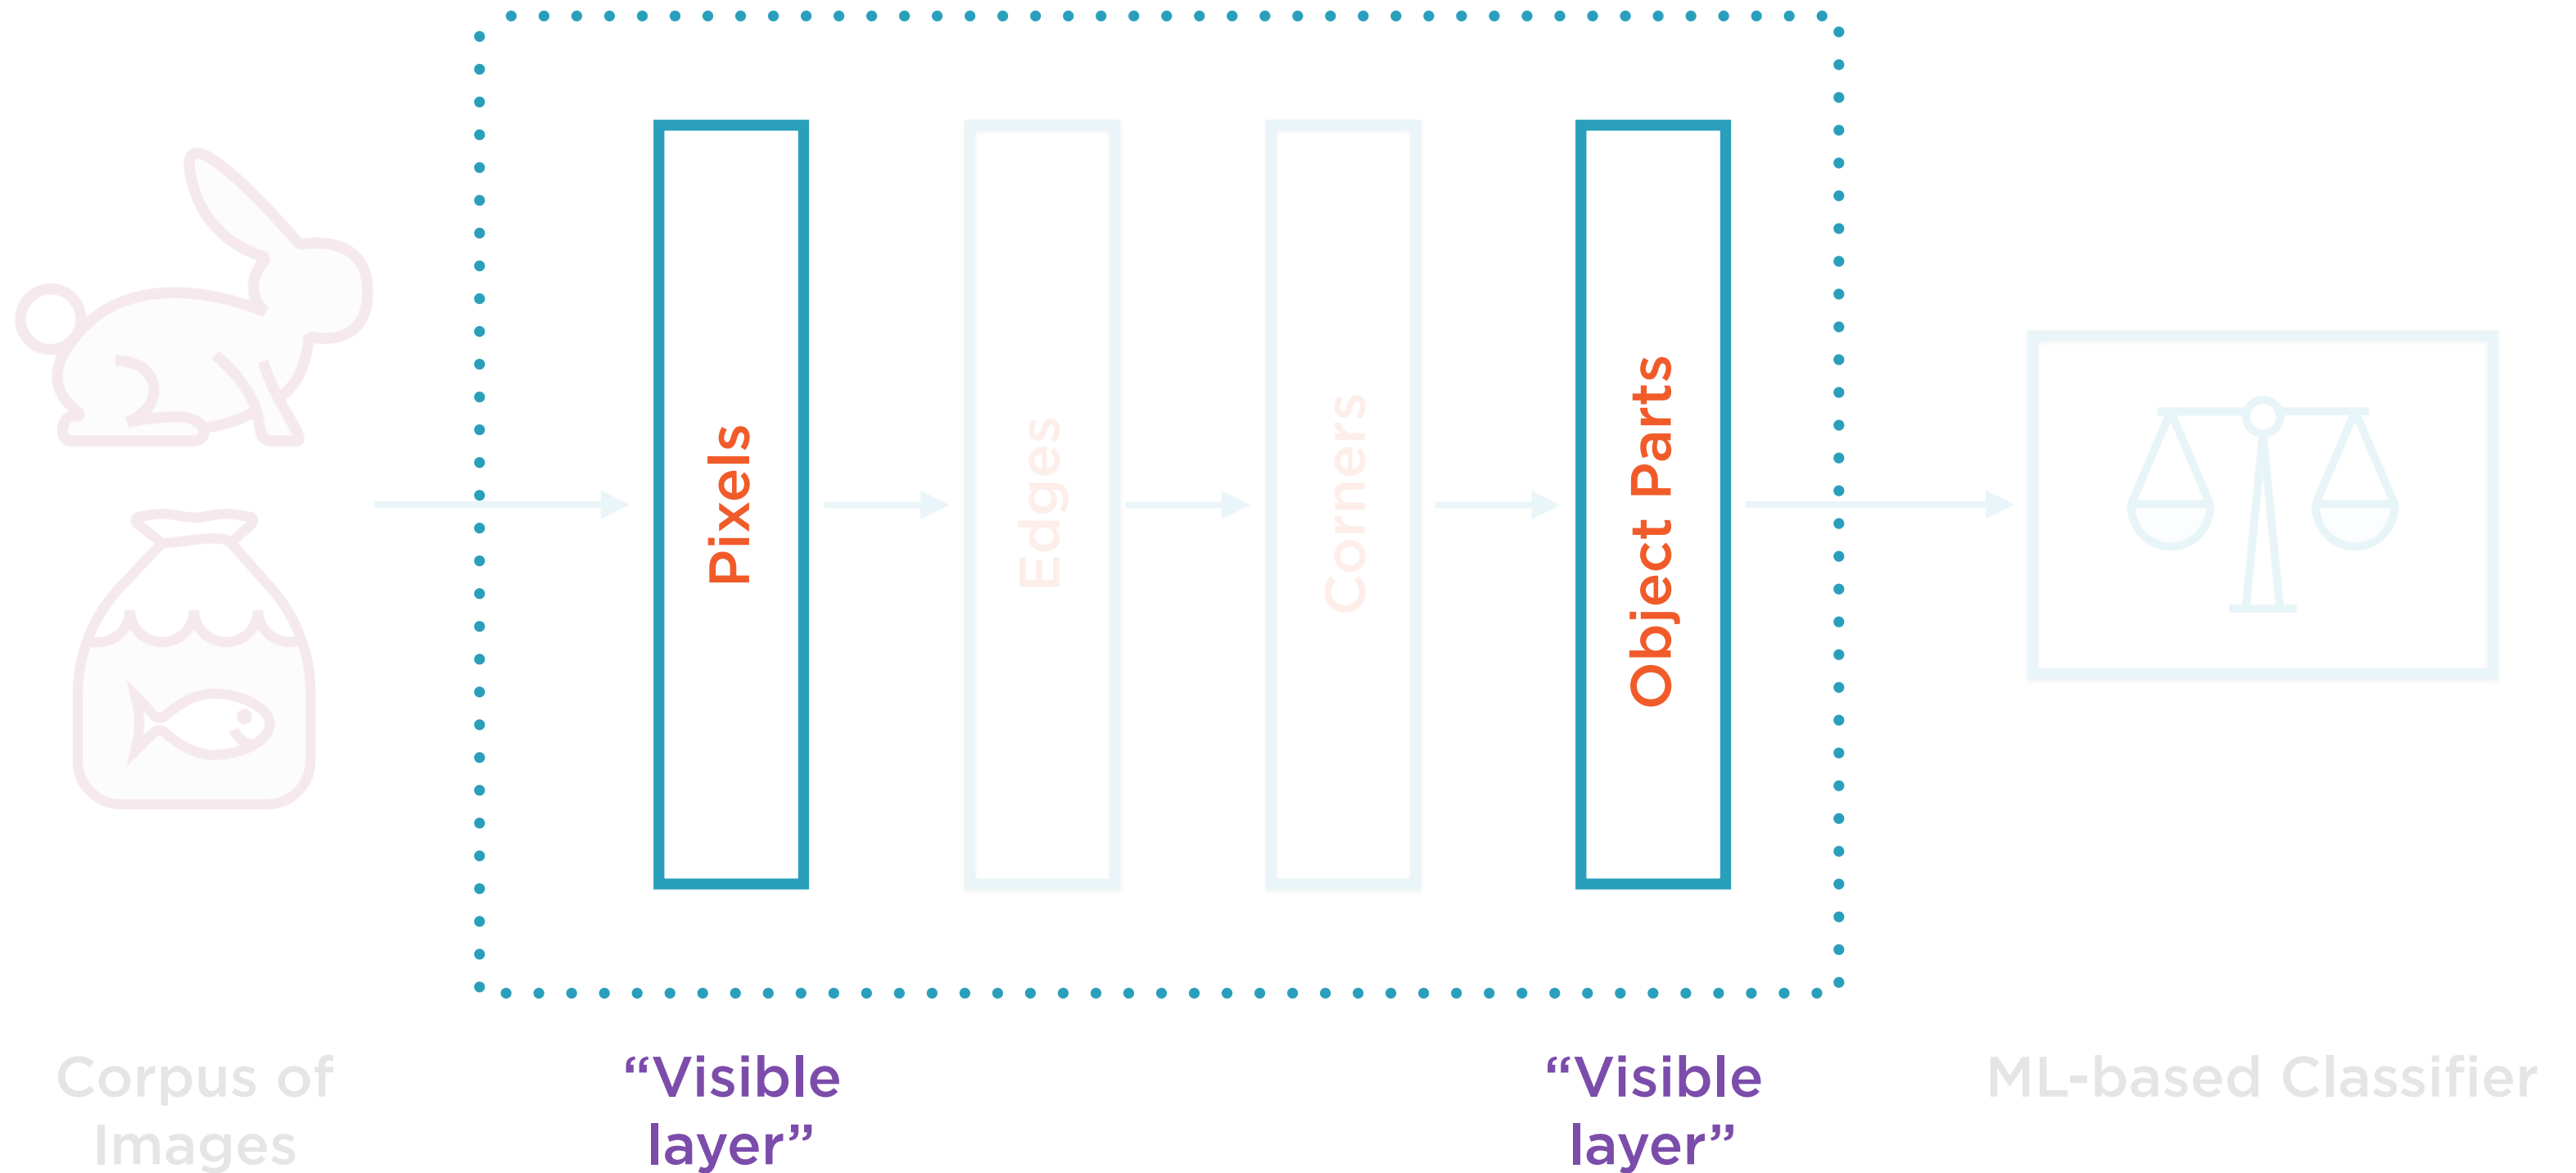 Pixels
Edges
Corners
Object Parts
Corpus of
Images
“Visible
layer”
“Visible
layer”
ML-based Classifier